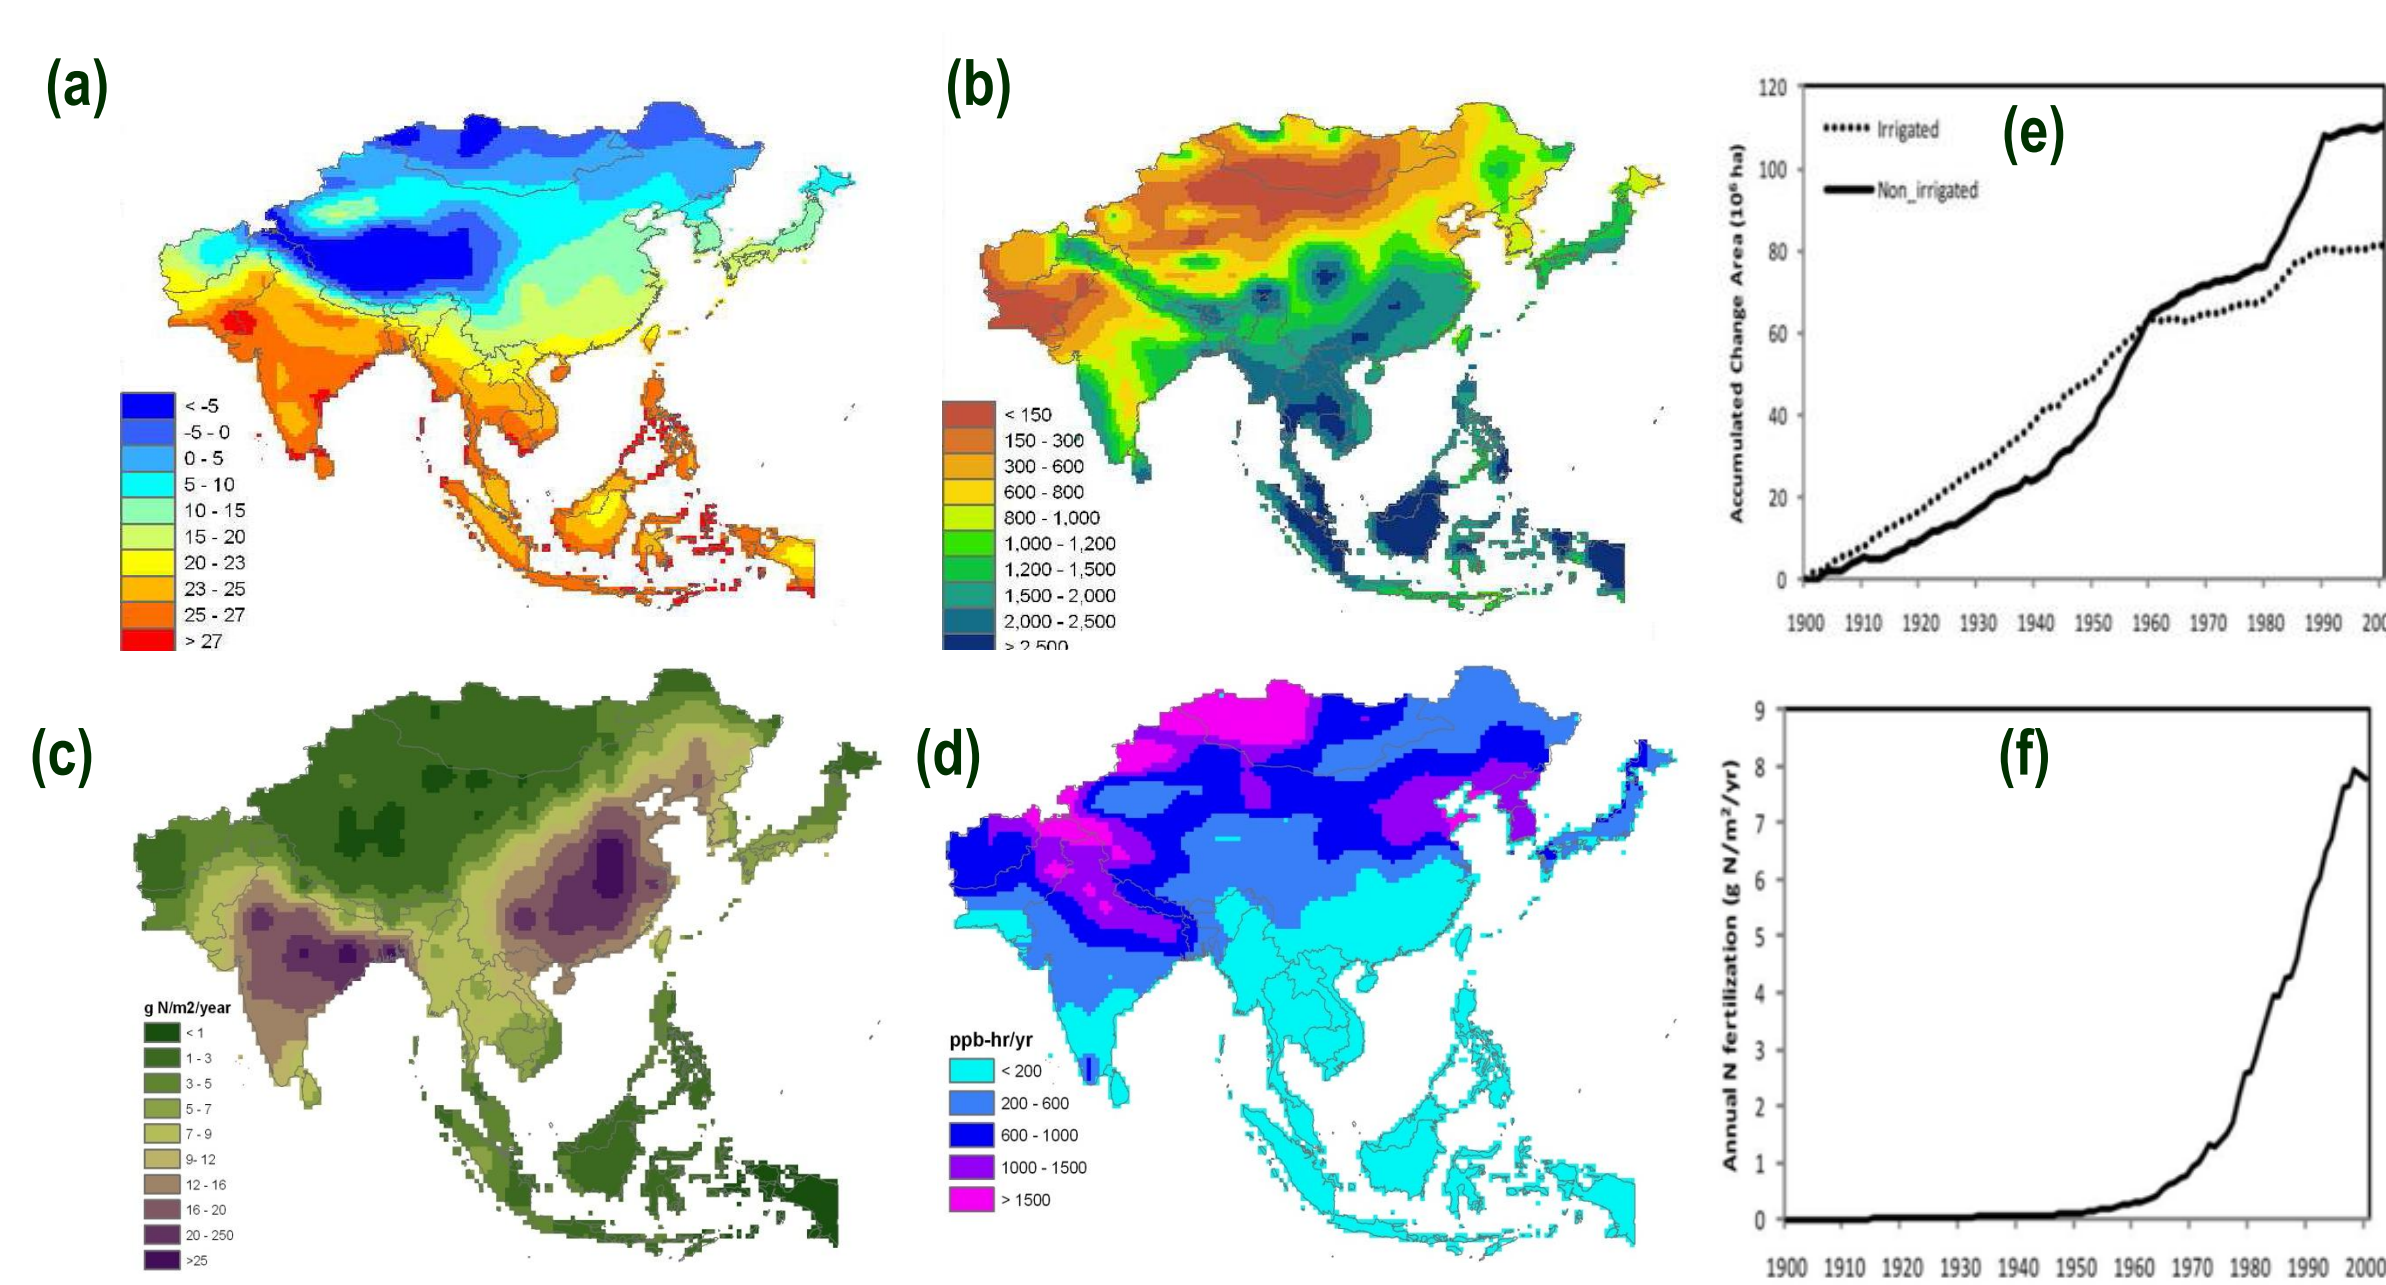 (a)
< -5
-5 - 0
0 - 5
5 - 10
10 - 15
15 - 20
20 - 23
23 - 25
25 - 27
> 27
(b)
< 150
150 - 300
300 - 600
600 - 800
800 - 1,000
1,000 - 1,200
1,200 - 1,500
1,500 - 2,000
2,000 - 2,500
> 2,500
(e)
Accumulated Change Area (10⁶ ha)
120
100
80
60
40
20
0
Irrigated
Non_irrigated
1900 1910 1920 1930 1940 1950 1960 1970 1980 1990 200
(c)
g N/m2/year
< 1
1 - 3
3 - 5
5 - 7
7 - 9
9- 12
12 - 16
16 - 20
20 - 250
>25
(d)
ppb-hr/yr
< 200
200 - 600
600 - 1000
1000 - 1500
> 1500
(f)
Annual N fertilization (g N/m²/yr)
9
8
7
6
5
4
3
2
1
0
1900 1910 1920 1930 1940 1950 1960 1970 1980 1990 2000